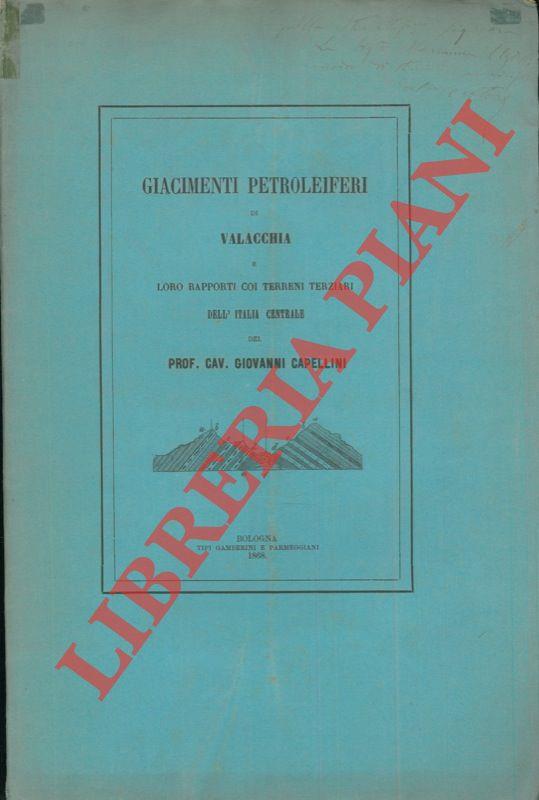 GIACIMENTI PETROLEIFERI
DI
VALACCHIA
E
LORO RAPPORTI COI TERRENI TERZIARI
DELL' ITALIA CENTRALE
DEL
PROF. CAV. GIOVANNI CAPELLINI
BOLOGNA
TIPI GAMBERINI E PARMEGGIANI
1868.
LIBRERIA PIANI